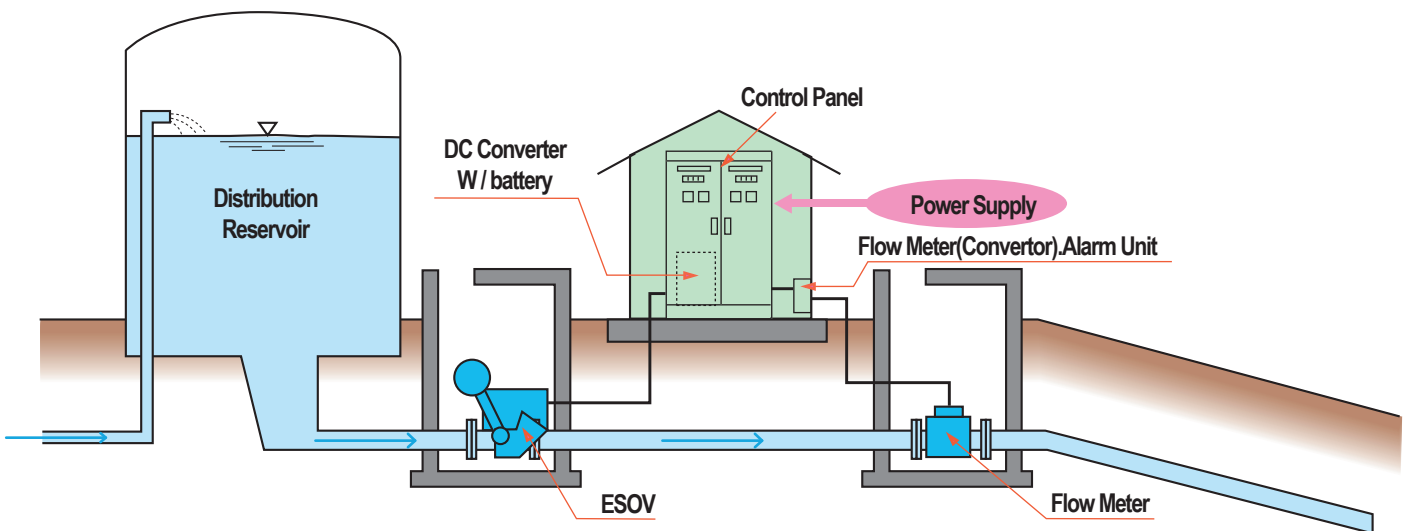 Control Panel
DC Converter
W / battery
Distribution
Reservoir
Power Supply
Flow Meter(Convertor).Alarm Unit
ESOV
Flow Meter